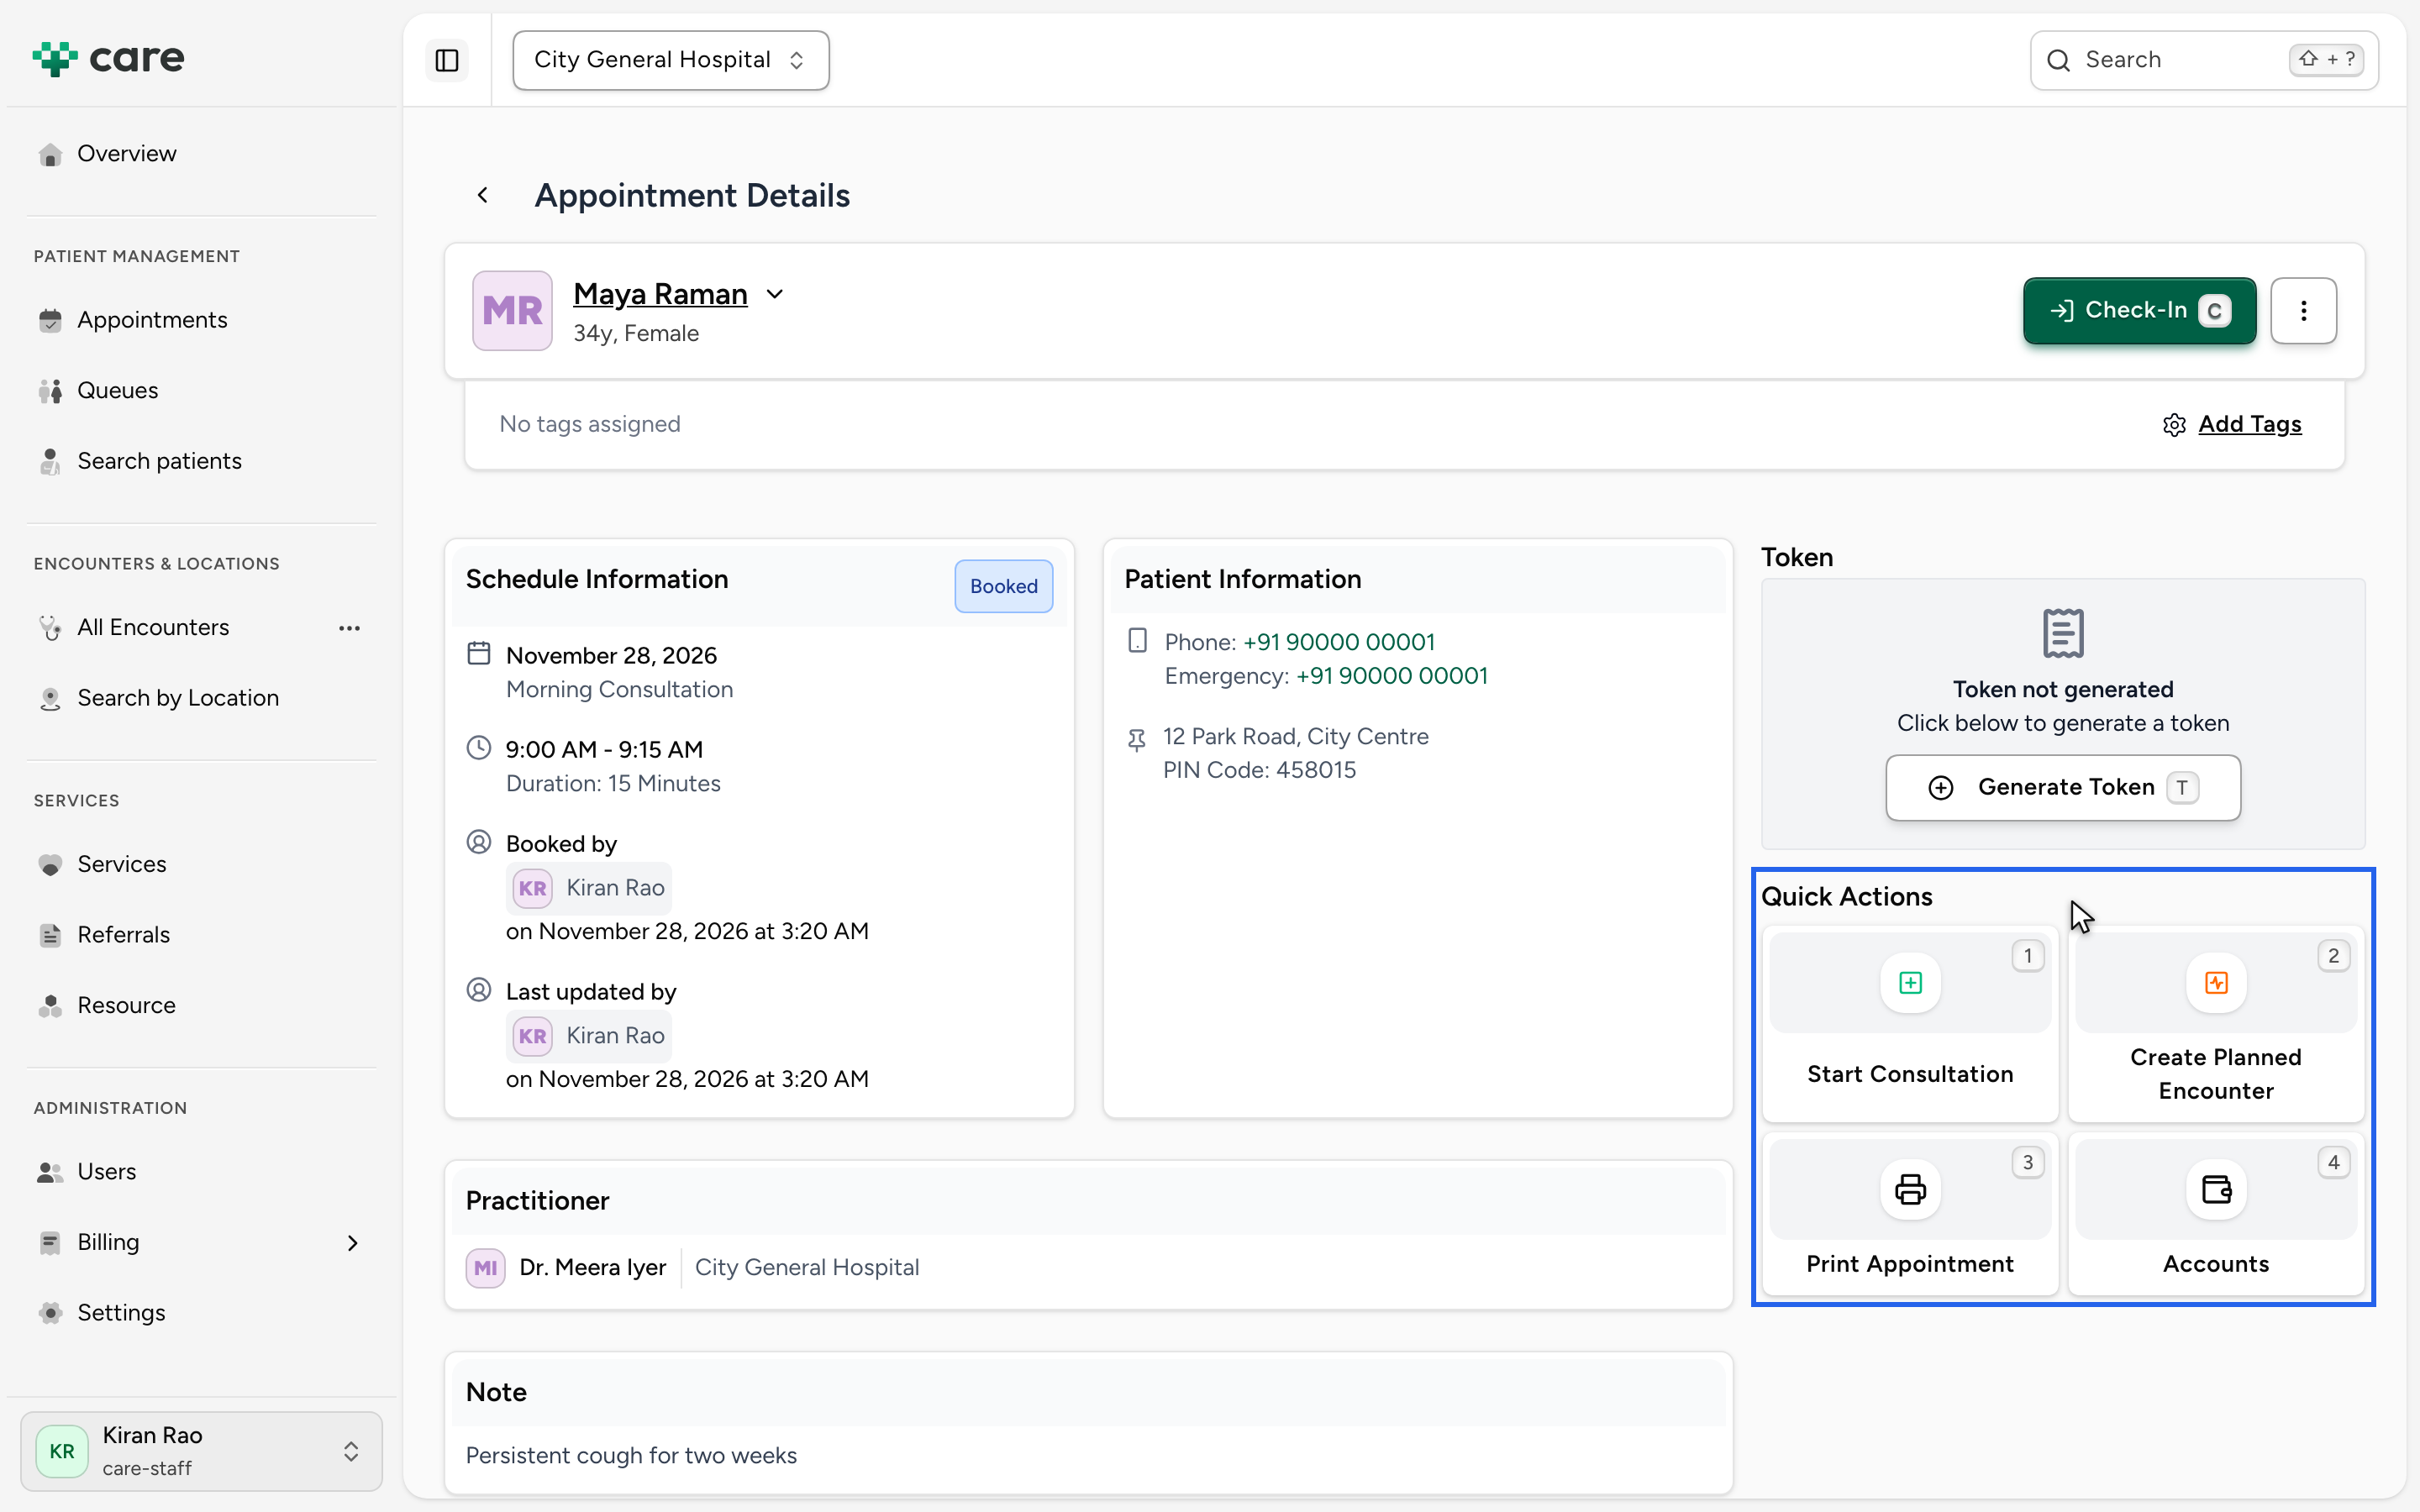 care
City General Hospital
Search
+ ?
Overview
PATIENT MANAGEMENT
Appointments
Queues
Search patients
ENCOUNTERS & LOCATIONS
All Encounters
Search by Location
SERVICES
Services
Referrals
Resource
ADMINISTRATION
Users
Billing
Settings
KR
Kiran Rao
care-staff
Appointment Details
MR
Maya Raman
34y, Female
Check-In C
No tags assigned
Add Tags
Schedule Information
Booked
November 28, 2026
Morning Consultation
9:00 AM - 9:15 AM
Duration: 15 Minutes
Booked by
KR Kiran Rao
on November 28, 2026 at 3:20 AM
Last updated by
KR Kiran Rao
on November 28, 2026 at 3:20 AM
Patient Information
Phone: +91 90000 00001
Emergency: +91 90000 00001
12 Park Road, City Centre
PIN Code: 458015
Token
Token not generated
Click below to generate a token
Generate Token T
Quick Actions
1
Start Consultation
2
Create Planned
Encounter
3
Print Appointment
4
Accounts
Practitioner
MI Dr. Meera Iyer City General Hospital
Note
Persistent cough for two weeks